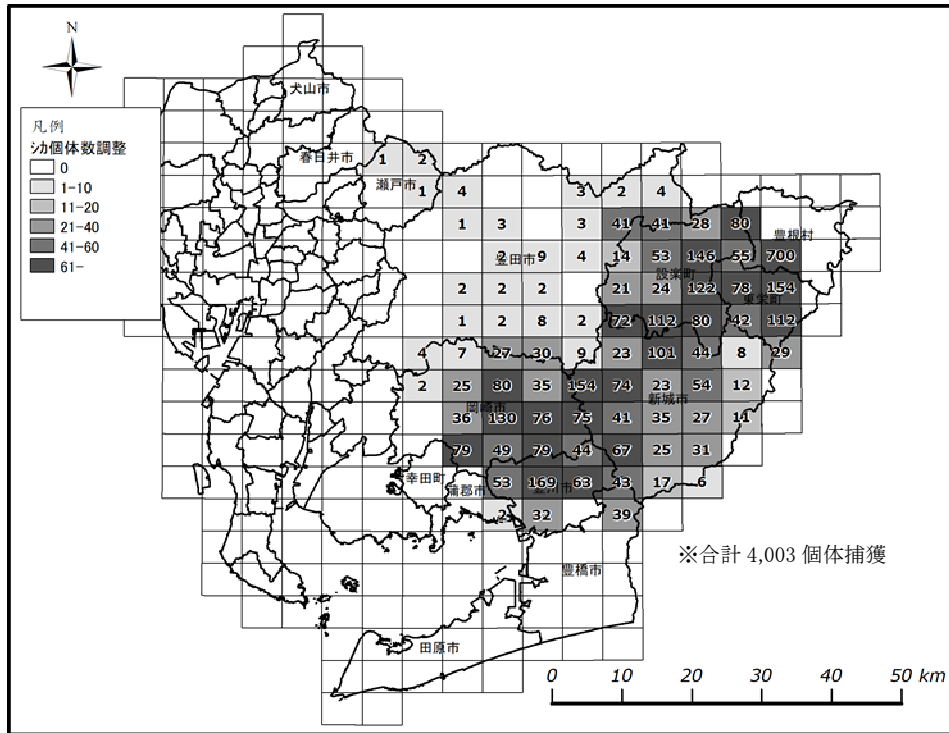 N
犬山市
凡例
シカ個体数調整
0
1-10
11-20
21-40
41-60
61-
春日井市 1 2
瀬戸市 1 4 3 2 4
1 3 3 41 41 28 80
豊根村
2 9 4 14 53 146 55 700
豊田市
設楽町
2 2 2 21 24 122 78 154
東栄町
1 2 8 2 72 112 80 42 112
4 7 27 30 9 23 101 44 8 29
2 25 80 35 154 74 23 54 12
岡崎市
新城市
36 130 76 75 41 35 27 11
79 49 79 44 67 25 31
幸田町
蒲郡市 53 169 63 43 17 6
豊川市
2 32 39
※合計 4,003 個体捕獲
豊橋市
田原市
0 10 20 30 40 50 km